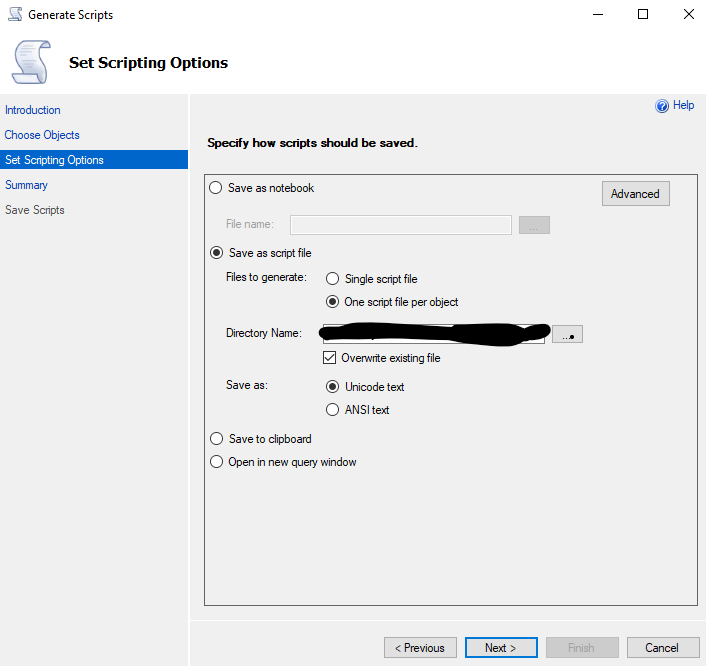 Generate Scripts
Set Scripting Options
Introduction
Choose Objects
Set Scripting Options
Summary
Save Scripts
Help
Specify how scripts should be saved.
Save as notebook
Advanced
File name:
...
Save as script file
Files to generate:
Single script file
One script file per object
Directory Name:
...
Overwrite existing file
Save as:
Unicode text
ANSI text
Save to clipboard
Open in new query window
< Previous
Next >
Finish
Cancel